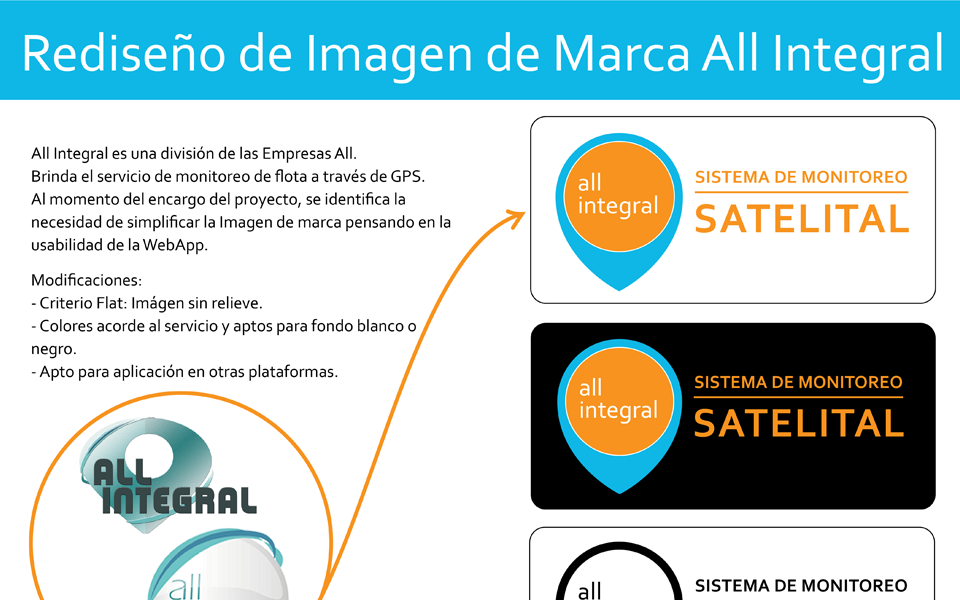 Rediseño de Imagen de Marca All Integral
All Integral es una división de las Empresas All.
Brinda el servicio de monitoreo de flota a través de GPS.
Al momento del encargo del proyecto, se identifica la
necesidad de simplificar la Imagen de marca pensando en la
usabilidad de la WebApp.
Modificaciones:
- Criterio Flat: Imágen sin relieve.
- Colores acorde al servicio y aptos para fondo blanco o
negro.
- Apto para aplicación en otras plataformas.
ALL
INTEGRAL
all
all
integral
SISTEMA DE MONITOREO
SATELITAL
all
integral
SISTEMA DE MONITOREO
SATELITAL
all
SISTEMA DE MONITOREO